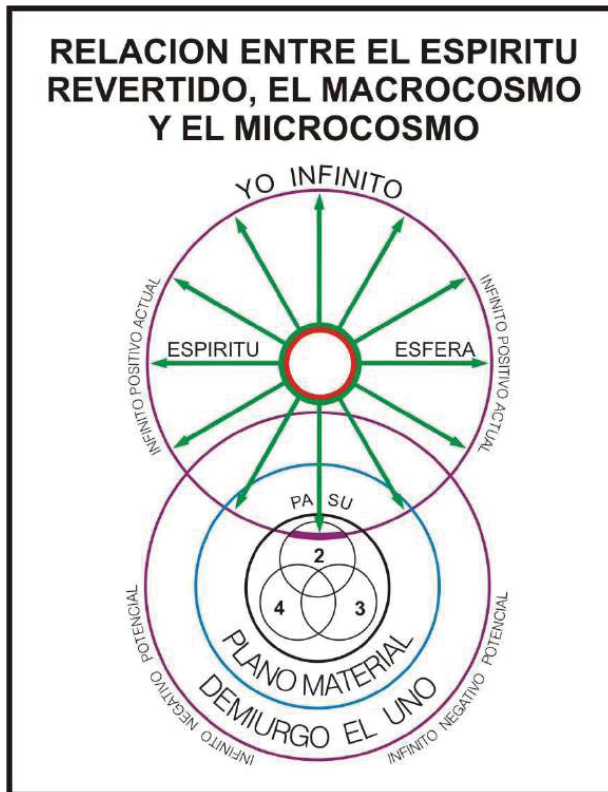 RELACION ENTRE EL ESPIRITU
REVERTIDO, EL MACROCOSMO
Y EL MICROCOSMO
YO INFINITO
INFINITO POSITIVO ACTUAL
INFINITO POSITIVO ACTUAL
ESPIRITU
ESFERA
PA SU
2
4
3
PLANO MATERIAL
DEMIURGO EL UNO
INFINITO NEGATIVO POTENCIAL
INFINITO NEGATIVO POTENCIAL